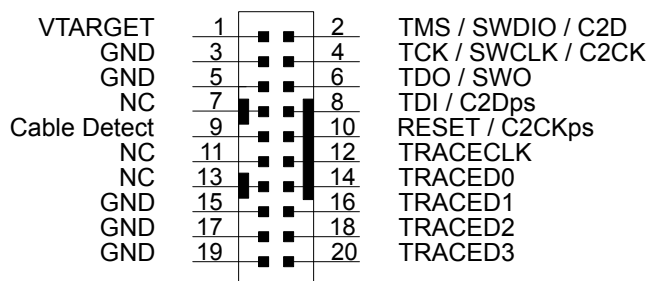 VTARGET 1 2 TMS / SWDIO / C2D
GND 3 4 TCK / SWCLK / C2CK
GND 5 6 TDO / SWO
NC 7 8 TDI / C2Dps
Cable Detect 9 10 RESET / C2CKps
NC 11 12 TRACECLK
NC 13 14 TRACED0
GND 15 16 TRACED1
GND 17 18 TRACED2
GND 19 20 TRACED3